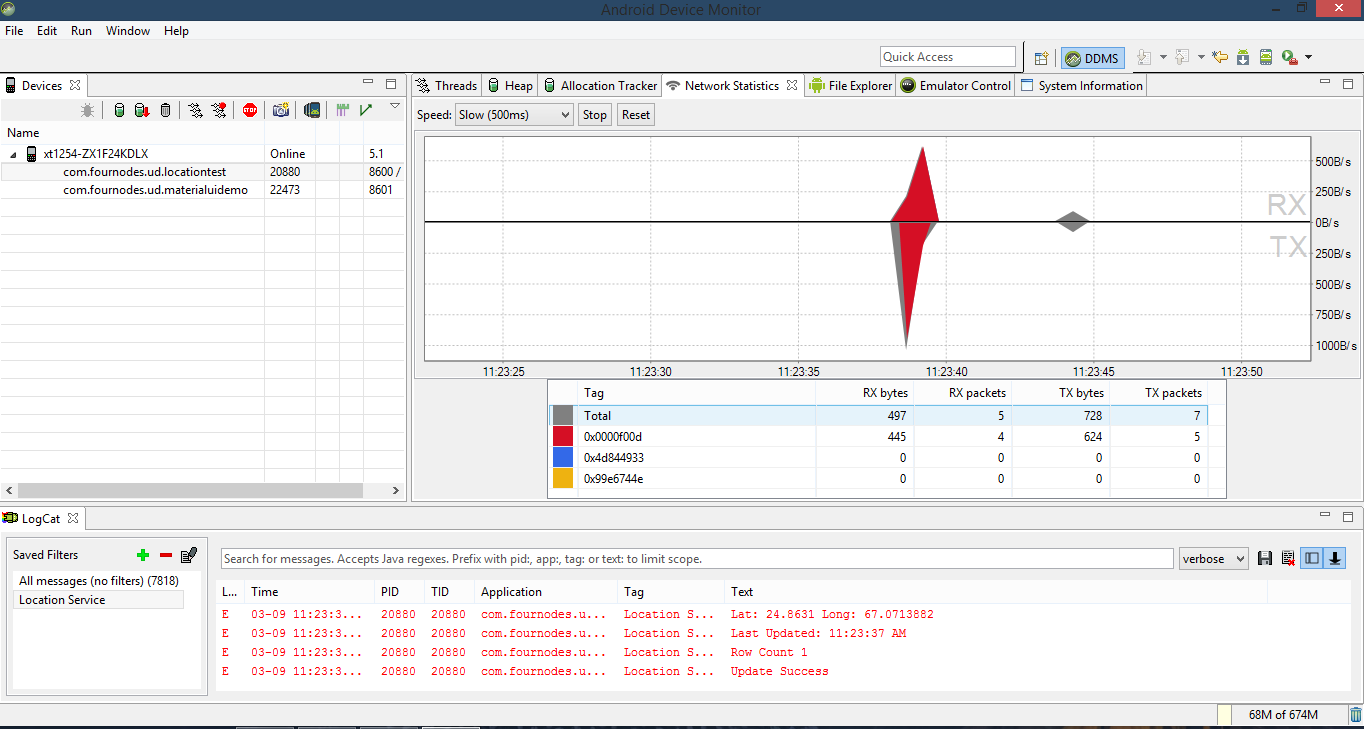 Android Device Monitor
File Edit Run Window Help
Quick Access
DDMS
Devices
Threads Heap Allocation Tracker Network Statistics File Explorer Emulator Control System Information
Speed: Slow (500ms) Stop Reset
Name
xt1254-ZX1F24KDLX Online 5.1
com.fournodes.ud.locationtest 20880 8600 /
com.fournodes.ud.materialuidemo 22473 8601
500B/s
250B/s
RX
0B/s
TX
250B/s
500B/s
750B/s
1000B/s
11:23:25 11:23:30 11:23:35 11:23:40 11:23:45 11:23:50
Tag RX bytes RX packets TX bytes TX packets
Total 497 5 728 7
0x0000f00d 445 4 624 5
0x4d844933 0 0 0 0
0x99e6744e 0 0 0 0
LogCat
Saved Filters
All messages (no filters) (7818)
Location Service
Search for messages. Accepts Java regexes. Prefix with pid:, app:, tag: or text: to limit scope.
verbose
L... Time PID TID Application Tag Text
E 03-09 11:23:3... 20880 20880 com.fournodes.u... Location S... Lat: 24.8631 Long: 67.0713882
E 03-09 11:23:3... 20880 20880 com.fournodes.u... Location S... Last Updated: 11:23:37 AM
E 03-09 11:23:3... 20880 20880 com.fournodes.u... Location S... Row Count 1
E 03-09 11:23:3... 20880 20880 com.fournodes.u... Location S... Update Success
68M of 674M